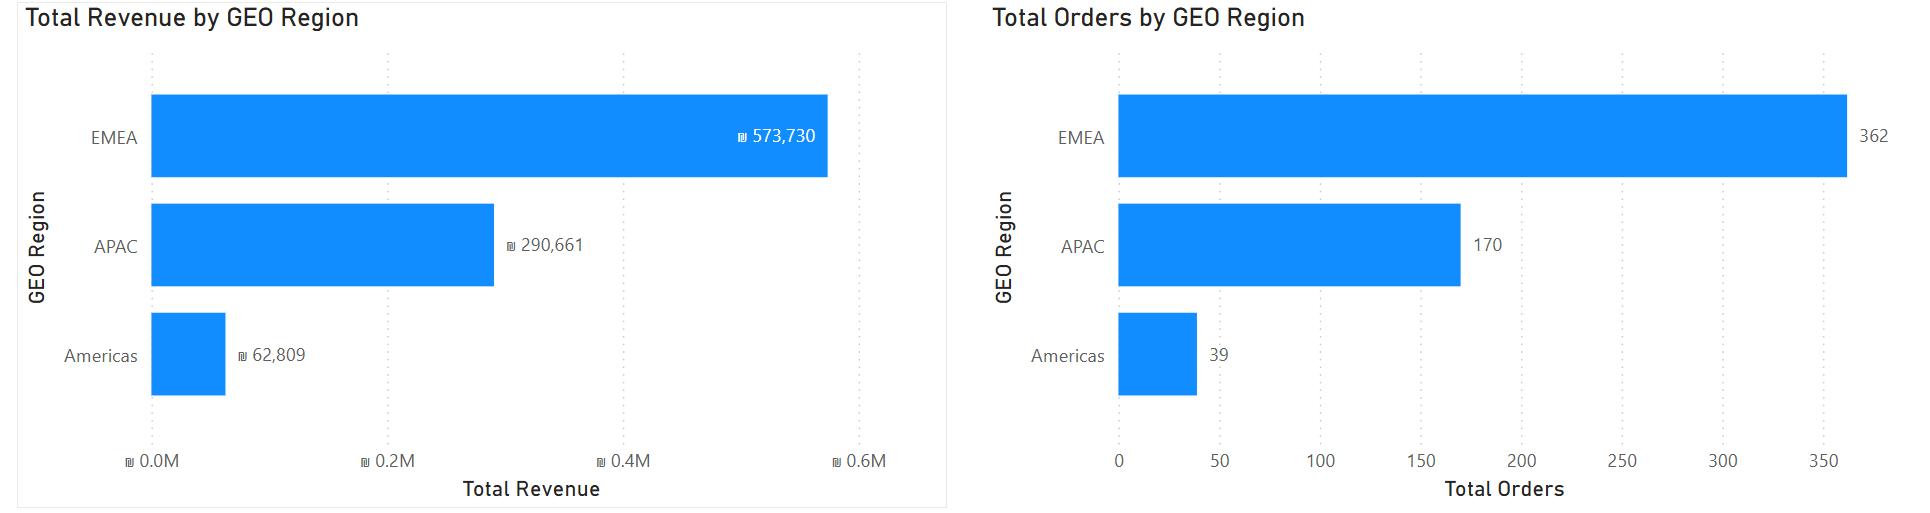 Total Revenue by GEO Region
GEO Region
EMEA
₪ 573,730
APAC
₪ 290,661
Americas
₪ 62,809
₪ 0.0M
₪ 0.2M
₪ 0.4M
₪ 0.6M
Total Revenue
Total Orders by GEO Region
GEO Region
EMEA
362
APAC
170
Americas
39
0
50
100
150
200
250
300
350
Total Orders